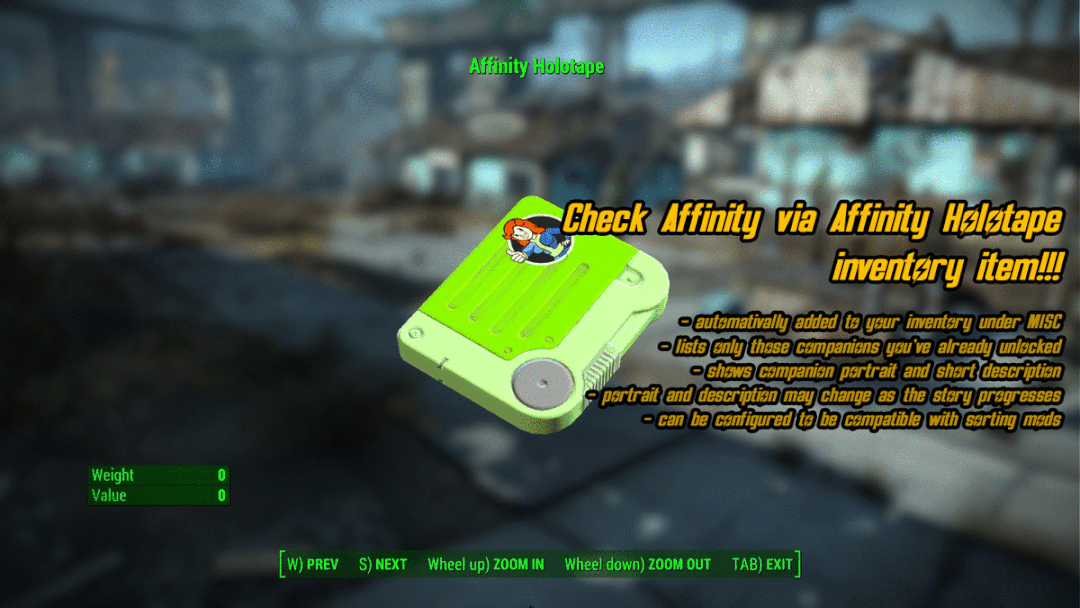 Affinity Holotape
Check Affinity via Affinity Holotape
inventory item!!!
- automativally added to your inventory under MISC
- lists only those companions you've already unlocked
- shows companion portrait and short description
- portrait and description may change as the story progresses
- can be configured to be compatible with sorting mods
Weight 0
Value 0
W) PREV S) NEXT Wheel up) ZOOM IN Wheel down) ZOOM OUT TAB) EXIT